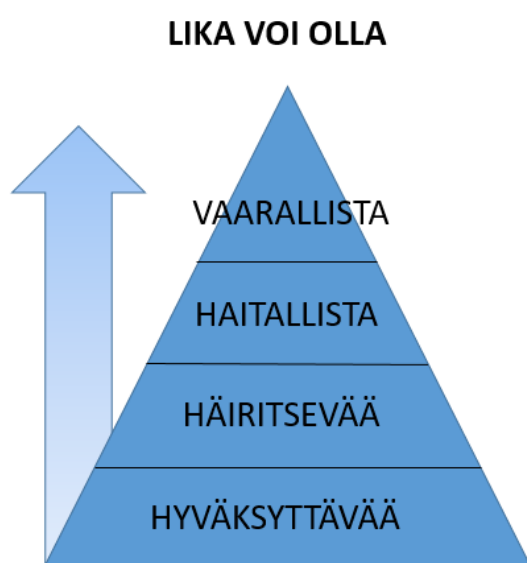 LIKA VOI OLLA
VAARALLISTA
HAITALLISTA
HÄIRITSEVÄÄ
HYVÄKSYTTÄVÄÄ